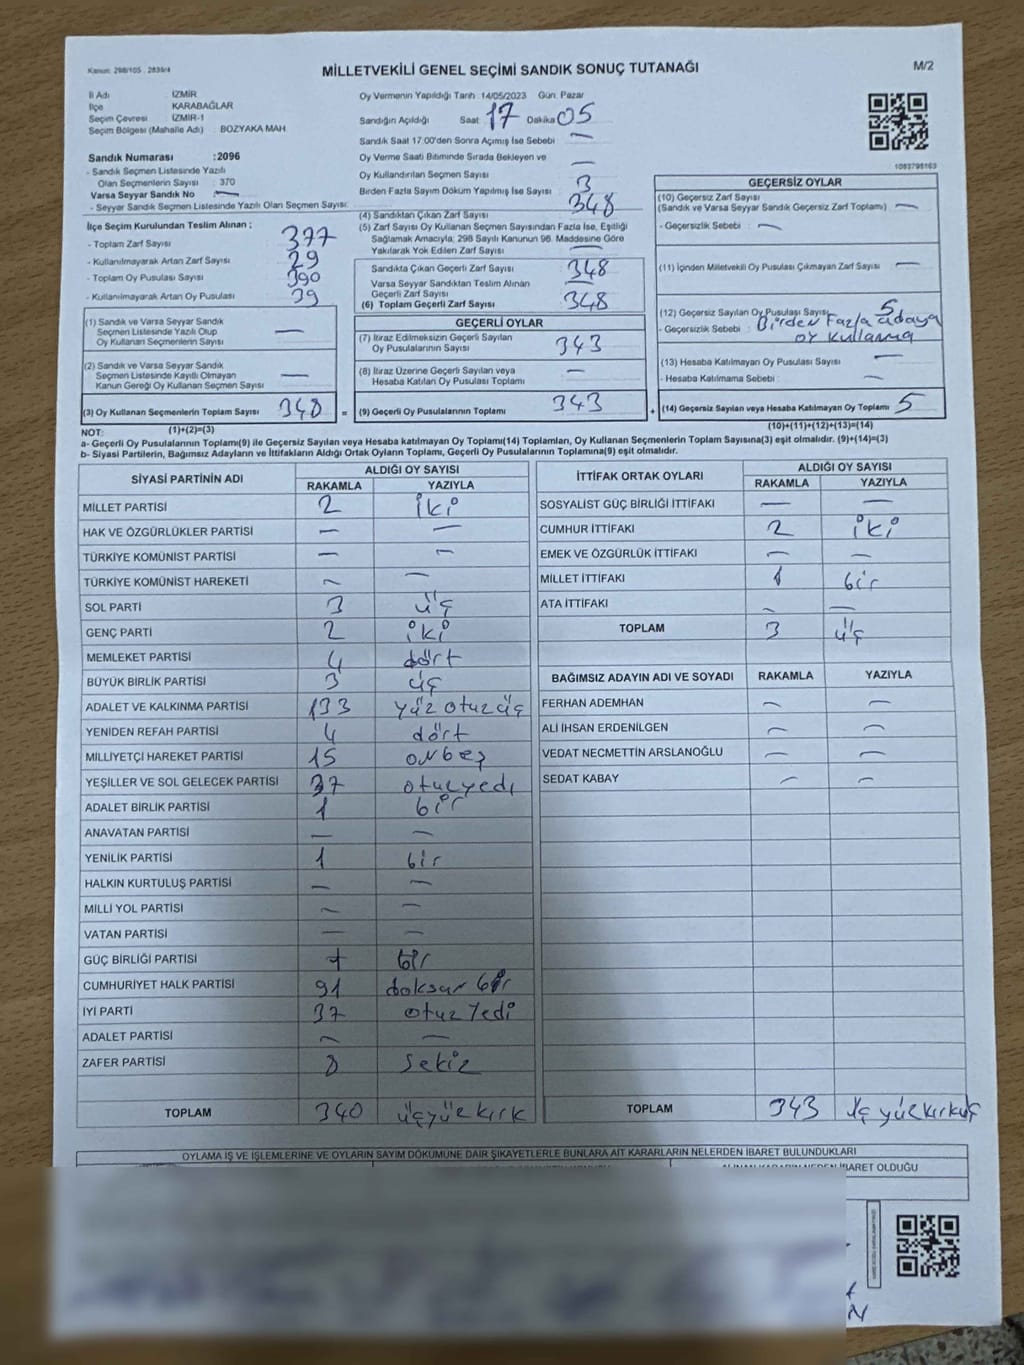 Kanun: 298/105 . 2839/4
MİLLETVEKİLİ GENEL SEÇİMİ SANDIK SONUÇ TUTANAĞI
M/2
İl Adı İZMİR
İlçe KARABAĞLAR
Seçim Çevresi İZMİR-1
Seçim Bölgesi (Mahalle Adı) BOZYAKA MAH
Sandık Numarası :2096
- Sandık Seçmen Listesinde Yazılı
Olan Seçmenlerin Sayısı : 370
Varsa Seyyar Sandık No —
- Seyyar Sandık Seçmen Listesinde Yazılı Olan Seçmen Sayısı:
İlçe Seçim Kurulundan Teslim Alınan ;
- Toplam Zarf Sayısı 377
- Kullanılmayarak Artan Zarf Sayısı 29
- Toplam Oy Pusulası Sayısı 390
- Kullanılmayarak Artan Oy Pusulası 39
(1) Sandık ve Varsa Seyyar Sandık
Seçmen Listesinde Yazılı Olup
Oy Kullanan Seçmenlerin Sayısı —
(2) Sandık ve Varsa Seyyar Sandık
Seçmen Listesinde Kayıtlı Olmayan
Kanun Gereği Oy Kullanan Seçmen Sayısı —
(3) Oy Kullanan Seçmenlerin Toplam Sayısı 348 =
(1)+(2)=(3)
Oy Vermenin Yapıldığı Tarih 14/05/2023 Gün: Pazar
Sandığın Açıldığı Saat: 17 Dakika 05
Sandık Saat 17:00'den Sonra Açımış İse Sebebi —
Oy Verme Saati Bitiminde Sırada Bekleyen ve
Oy Kullandırılan Seçmen Sayısı —
Birden Fazla Sayım Döküm Yapılmış İse Sayısı 3
(4) Sandıktan Çıkan Zarf Sayısı 348
(5) Zarf Sayısı Oy Kullanan Seçmen Sayısından Fazla İse, Eşitliği
Sağlamak Amacıyla; 298 Sayılı Kanunun 98. Maddesine Göre
Yakılarak Yok Edilen Zarf Sayısı —
Sandıkta Çıkan Geçerli Zarf Sayısı 348
Varsa Seyyar Sandıktan Teslim Alınan
Geçerli Zarf Sayısı —
(6) Toplam Geçerli Zarf Sayısı 348
GEÇERLİ OYLAR
(7) İtiraz Edilmeksizin Geçerli Sayılan
Oy Pusulalarının Sayısı 343
(8) İtiraz Üzerine Geçerli Sayılan veya
Hesaba Katılan Oy Pusulası Toplamı —
(9) Geçerli Oy Pusulalarının Toplamı 343 +
1083798163
GEÇERSİZ OYLAR
(10) Geçersiz Zarf Sayısı
(Sandık ve Varsa Seyyar Sandık Geçersiz Zarf Toplamı) —
- Geçersizlik Sebebi : —
(11) İçinden Milletvekili Oy Pusulası Çıkmayan Zarf Sayısı —
(12) Geçersiz Sayılan Oy Pusulası Sayısı 5
- Geçersizlik Sebebi : Birden Fazla adaya
oy kullanma
(13) Hesaba Katılmayan Oy Pusulası Sayısı —
- Hesaba Katılmama Sebebi : —
(14) Geçersiz Sayılan veya Hesaba Katılmayan Oy Toplamı 5
(10)+(11)+(12)+(13)=(14)
NOT:
a- Geçerli Oy Pusulalarının Toplamı(9) ile Geçersiz Sayılan veya Hesaba katılmayan Oy Toplamı(14) Toplamları, Oy Kullanan Seçmenlerin Toplam Sayısına(3) eşit olmalıdır. (9)+(14)=(3)
b- Siyasi Partilerin, Bağımsız Adayların ve İttifakların Aldığı Ortak Oyların Toplamı, Geçerli Oy Pusulalarının Toplamına(9) eşit olmalıdır.
SİYASİ PARTİNİN ADI ALDIĞI OY SAYISI
RAKAMLA YAZIYLA
MİLLET PARTİSİ 2 iki
HAK VE ÖZGÜRLÜKLER PARTİSİ — —
TÜRKİYE KOMÜNİST PARTİSİ — —
TÜRKİYE KOMÜNİST HAREKETİ — —
SOL PARTİ 3 üç
GENÇ PARTİ 2 iki
MEMLEKET PARTİSİ 4 dört
BÜYÜK BİRLİK PARTİSİ 3 üç
ADALET VE KALKINMA PARTİSİ 133 yüz otuz üç
YENİDEN REFAH PARTİSİ 4 dört
MİLLİYETÇİ HAREKET PARTİSİ 15 onbeş
YEŞİLLER VE SOL GELECEK PARTİSİ 37 otuzyedi
ADALET BİRLİK PARTİSİ 1 bir
ANAVATAN PARTİSİ — —
YENİLİK PARTİSİ 1 bir
HALKIN KURTULUŞ PARTİSİ — —
MİLLİ YOL PARTİSİ — —
VATAN PARTİSİ — —
GÜÇ BİRLİĞİ PARTİSİ 1 bir
CUMHURİYET HALK PARTİSİ 91 doksan bir
İYİ PARTİ 37 otuz yedi
ADALET PARTİSİ — —
ZAFER PARTİSİ 8 sekiz
TOPLAM 340 üçyüz kırk
İTTİFAK ORTAK OYLARI ALDIĞI OY SAYISI
RAKAMLA YAZIYLA
SOSYALİST GÜÇ BİRLİĞİ İTTİFAKI — —
CUMHUR İTTİFAKI 2 iki
EMEK VE ÖZGÜRLÜK İTTİFAKI — —
MİLLET İTTİFAKI 1 bir
ATA İTTİFAKI — —
TOPLAM 3 üç
BAĞIMSIZ ADAYIN ADI VE SOYADI RAKAMLA YAZIYLA
FERHAN ADEMHAN — —
ALİ İHSAN ERDENİLGEN — —
VEDAT NECMETTİN ARSLANOĞLU — —
SEDAT KABAY — —
TOPLAM 343 üç yüz kırküç
OYLAMA İŞ VE İŞLEMLERİNE VE OYLARIN SAYIM DÖKÜMÜNE DAİR ŞİKAYETLERLE BUNLARA AİT KARARLARIN NELERDEN İBARET BULUNDUKLARI
İBARET OLDUĞU